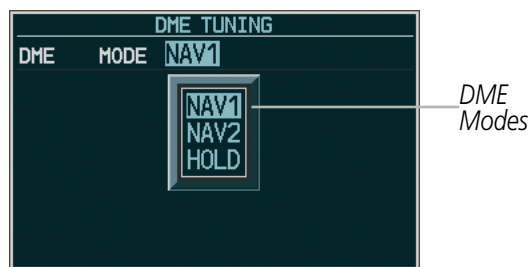 DME TUNING
DME MODE NAV1
NAV1
NAV2
HOLD
DME
Modes